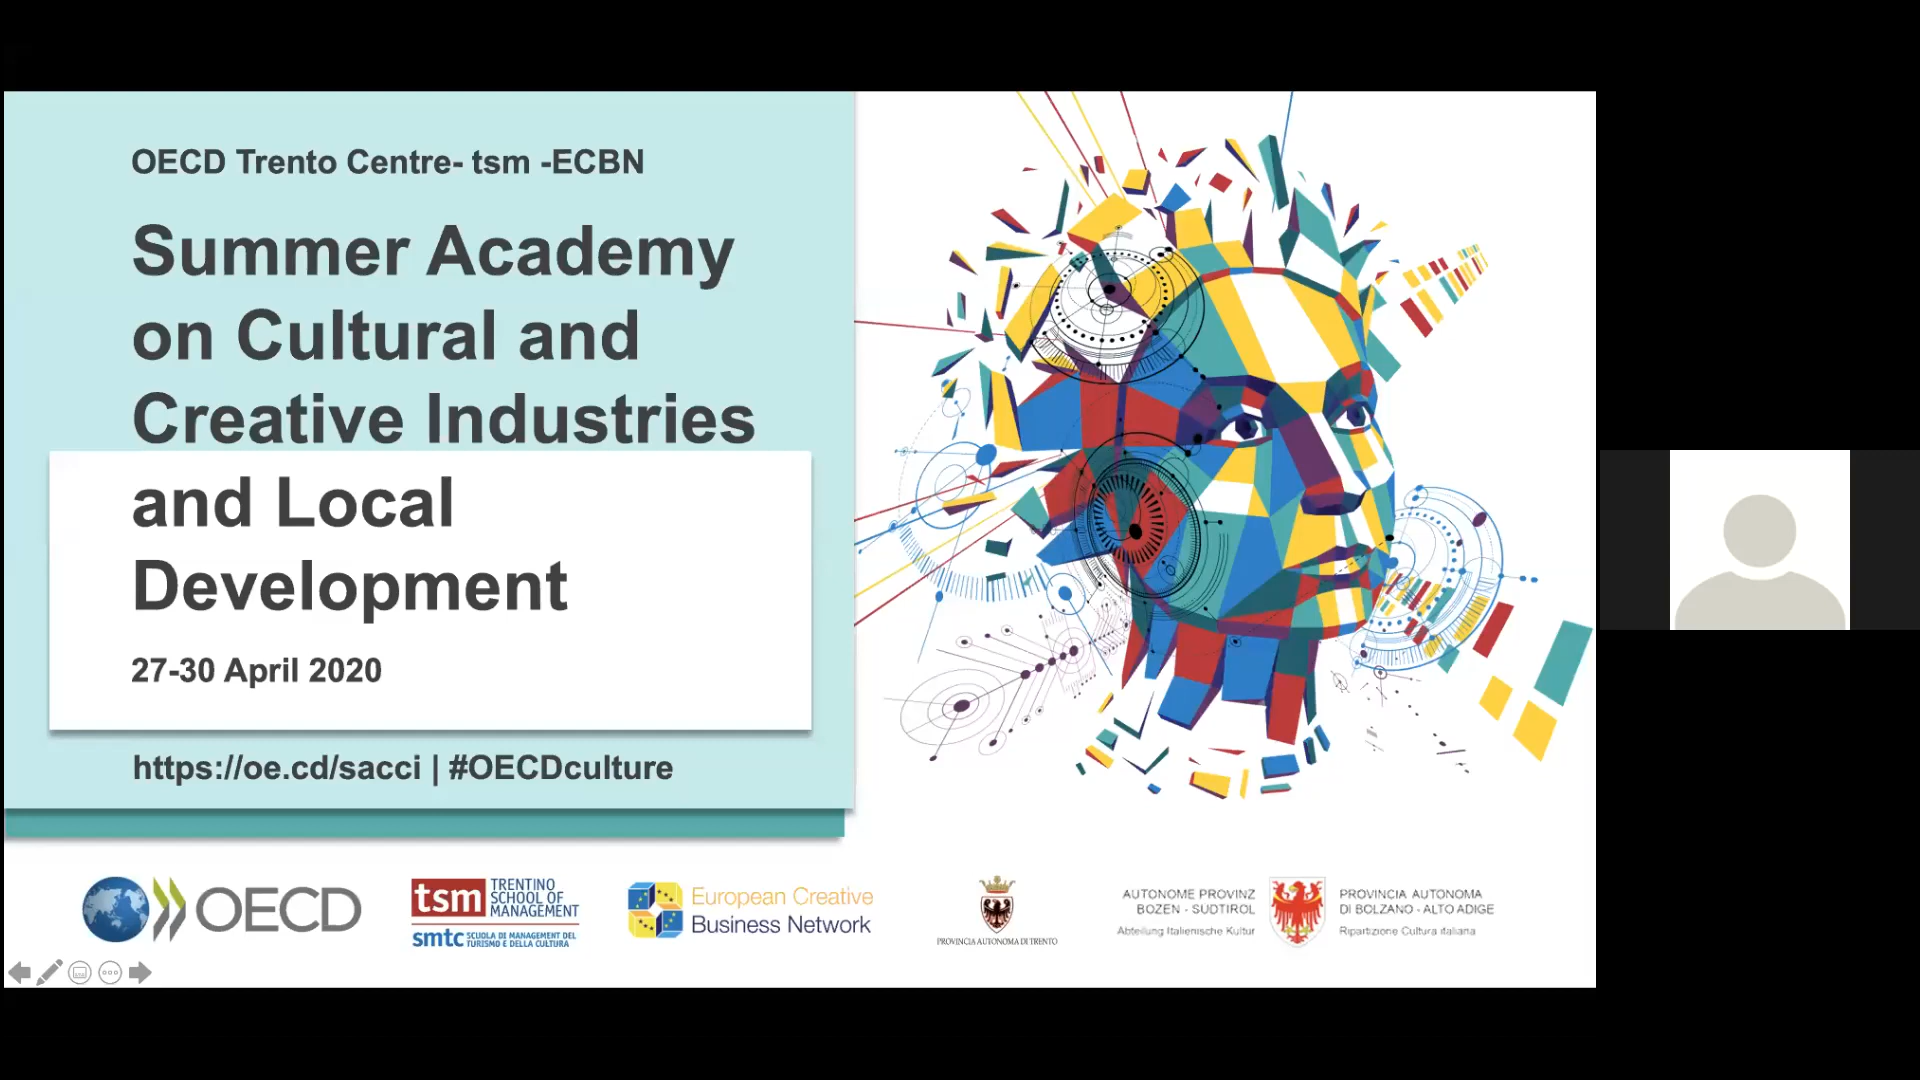 OECD Trento Centre- tsm -ECBN
Summer Academy
on Cultural and
Creative Industries
and Local
Development
27-30 April 2020
https://oe.cd/sacci | #OECDculture
OECD
tsm TRENTINO
SCHOOL OF
MANAGEMENT
smtc SCUOLA DI MANAGEMENT DEL
TURISMO E DELLA CULTURA
European Creative
Business Network
PROVINCIA AUTONOMA DI TRENTO
AUTONOME PROVINZ
BOZEN - SÜDTIROL
Abteilung Italienische Kultur
PROVINCIA AUTONOMA
DI BOLZANO - ALTO ADIGE
Ripartizione Cultura italiana